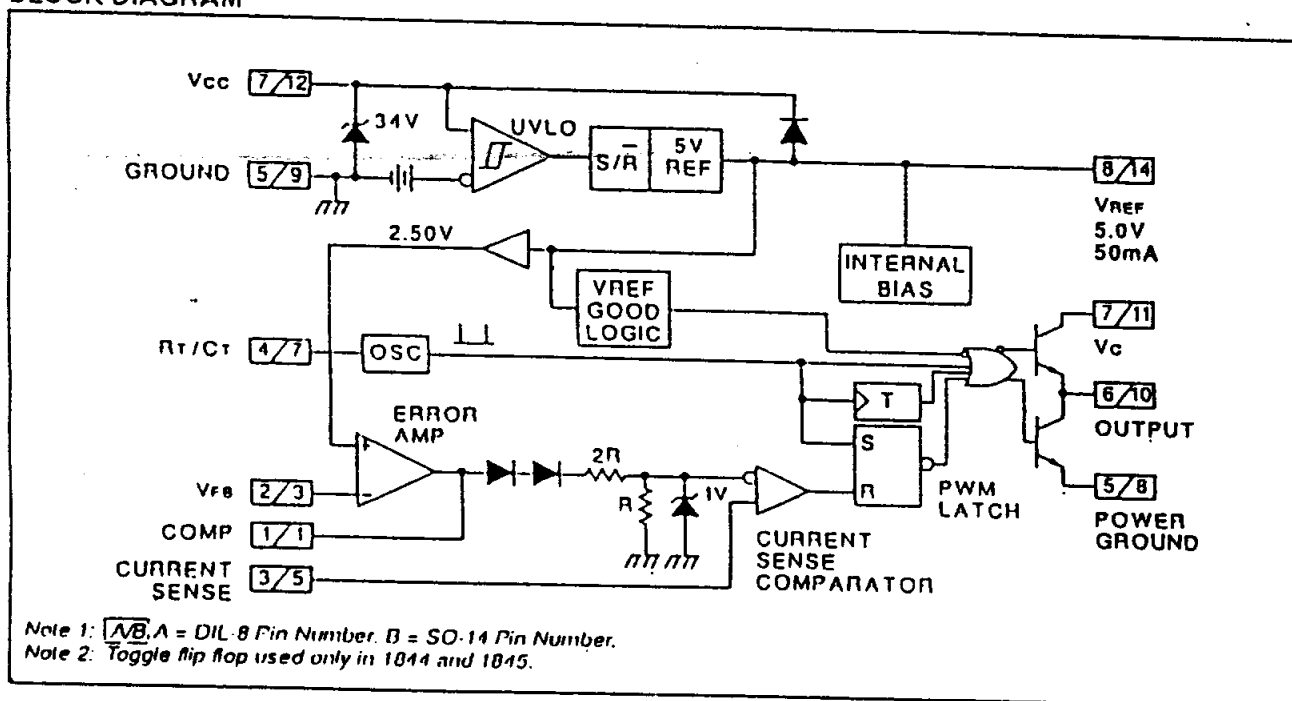 BLOCK DIAGRAM
Vcc 7/12
34V
UVLO
S/R
5V
REF
GROUND 5/9
8/14
VREF
5.0V
50mA
2.50V
INTERNAL
BIAS
VREF
GOOD
LOGIC
7/11
Vc
RT/CT 4/7
OSC
T
6/10
OUTPUT
ERROR
AMP
S
R
PWM
LATCH
2R
R
1V
VFB 2/3
5/8
POWER
GROUND
COMP 1/1
CURRENT
SENSE
COMPARATOR
CURRENT
SENSE 3/5
Note 1: A/B, A = DIL-8 Pin Number. B = SO-14 Pin Number.
Note 2: Toggle flip flop used only in 1844 and 1845.